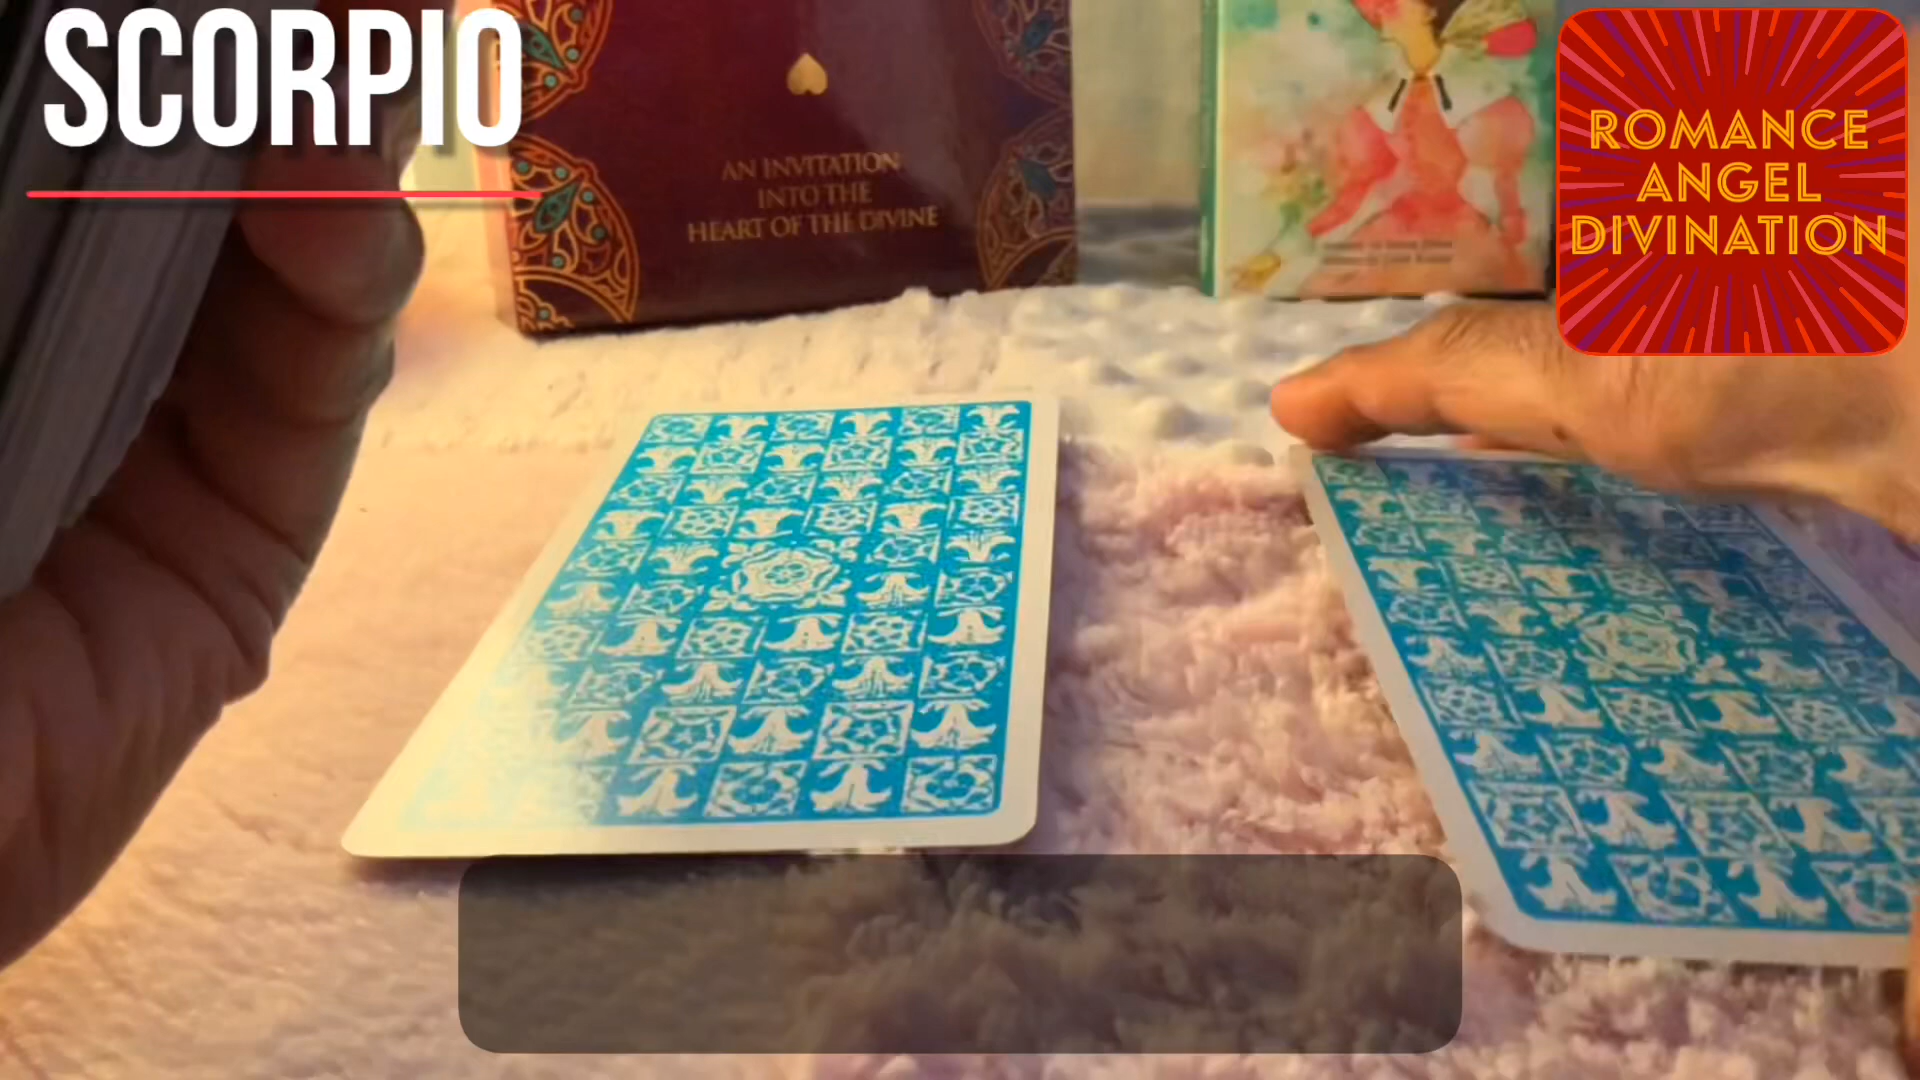 SCORPIO
AN INVITATION
INTO THE
HEART OF THE DIVINE
ROMANCE
ANGEL
DIVINATION